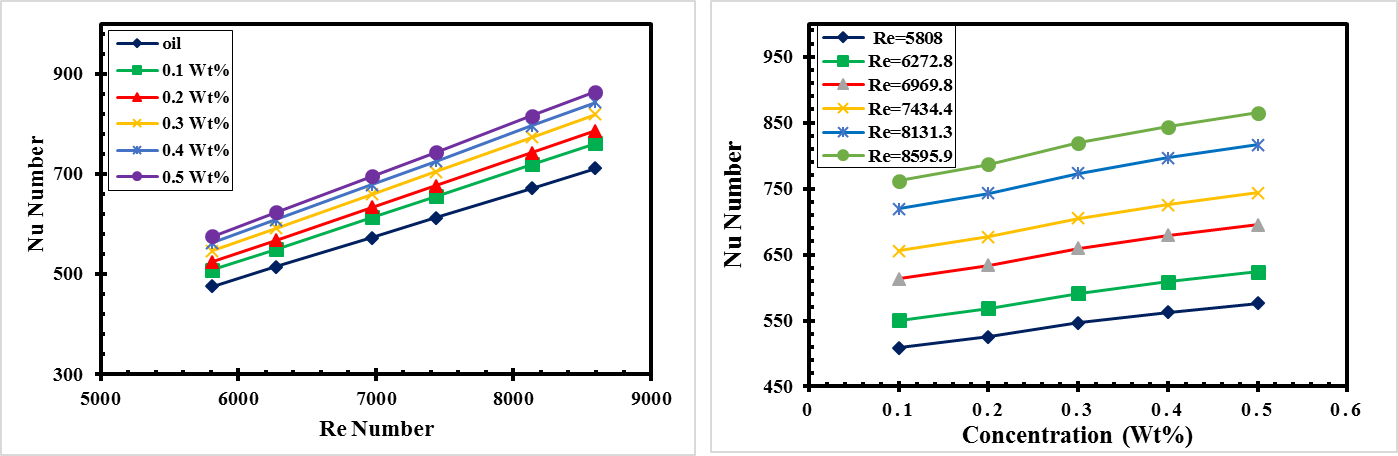 oil
0.1 Wt%
0.2 Wt%
0.3 Wt%
0.4 Wt%
0.5 Wt%
900
700
500
300
5000 6000 7000 8000 9000
Nu Number
Re Number
Re=5808
Re=6272.8
Re=6969.8
Re=7434.4
Re=8131.3
Re=8595.9
950
850
750
650
550
450
0 0.1 0.2 0.3 0.4 0.5 0.6
Nu Number
Concentration (Wt%)